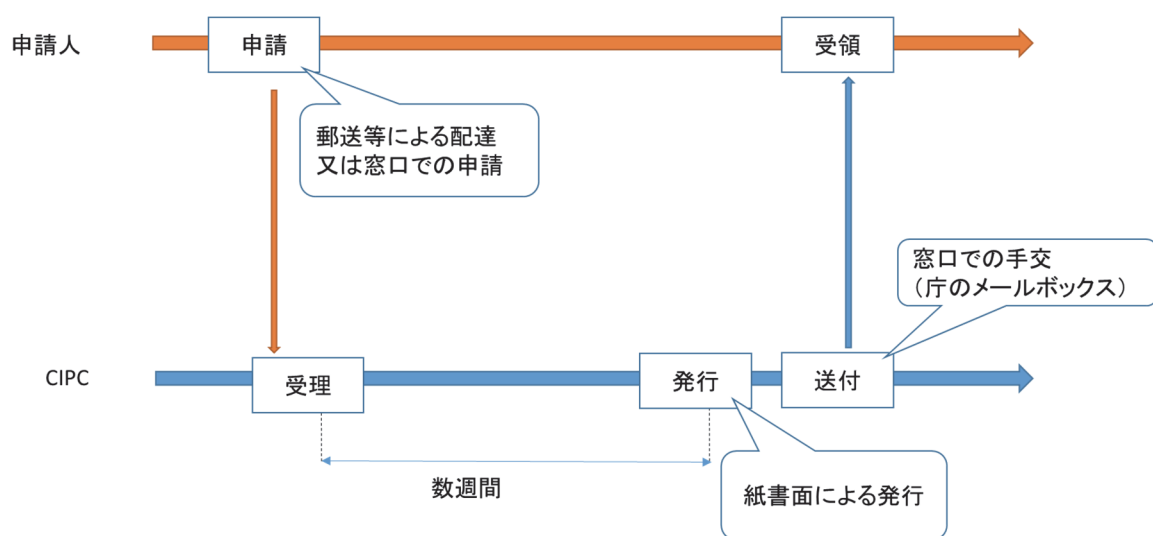 申請人
申請
受領
郵送等による配達
又は窓口での申請
窓口での手交
(庁のメールボックス)
CIPC
受理
発行
送付
数週間
紙書面による発行